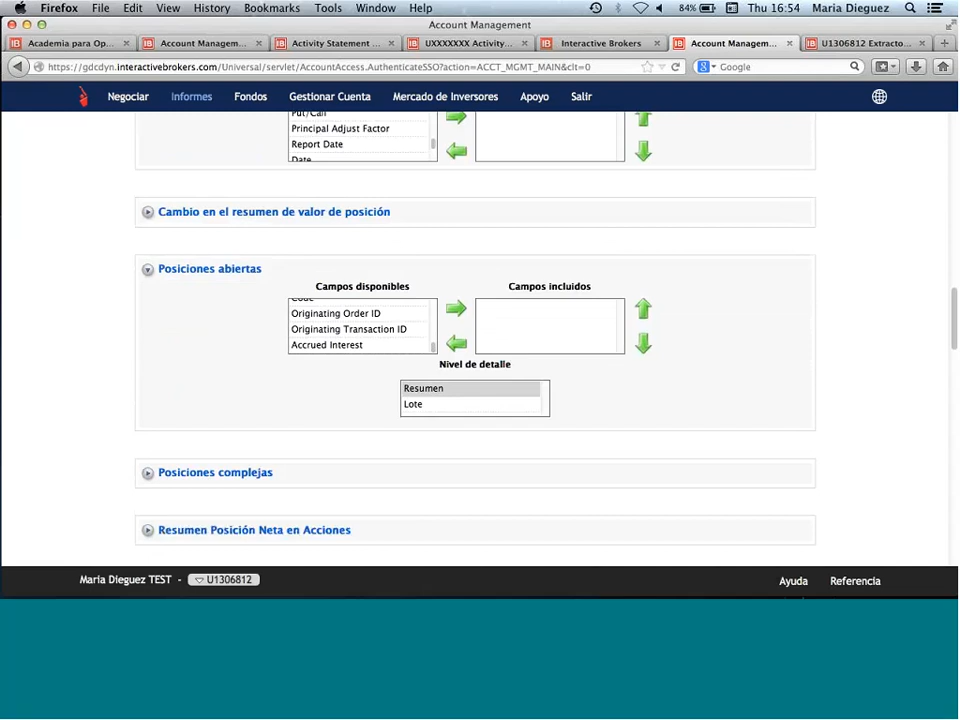 Firefox File Edit View History Bookmarks Tools Window Help 84% Thu 16:54 Maria Dieguez
Account Management
Academia para Op... Account Managem... Activity Statement ... UXXXXXXX Activity... Interactive Brokers Account Managem... U1306812 Extracto...
https://gdcdyn.interactivebrokers.com/Universal/servlet/AccountAccess.AuthenticateSSO?action=ACCT_MGMT_MAIN&clt=0 Google
Negociar Informes Fondos Gestionar Cuenta Mercado de Inversores Apoyo Salir
Put/Call
Principal Adjust Factor
Report Date
Date
Cambio en el resumen de valor de posición
Posiciones abiertas
Campos disponibles Campos incluidos
Code
Originating Order ID
Originating Transaction ID
Accrued Interest
Nivel de detalle
Resumen
Lote
Posiciones complejas
Resumen Posición Neta en Acciones
Maria Dieguez TEST - U1306812 Ayuda Referencia